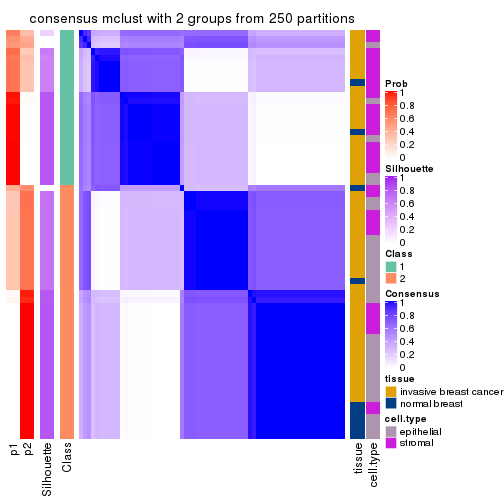 consensus mclust with 2 groups from 250 partitions
Prob
1
0.8
0.6
0.4
0.2
0
Silhouette
1
0.8
0.6
0.4
0.2
0
Class
1
2
Consensus
1
0.8
0.6
0.4
0.2
0
tissue
invasive breast cancer
normal breast
cell.type
epithelial
stromal
p1
p2
Silhouette
Class
tissue
cell.type